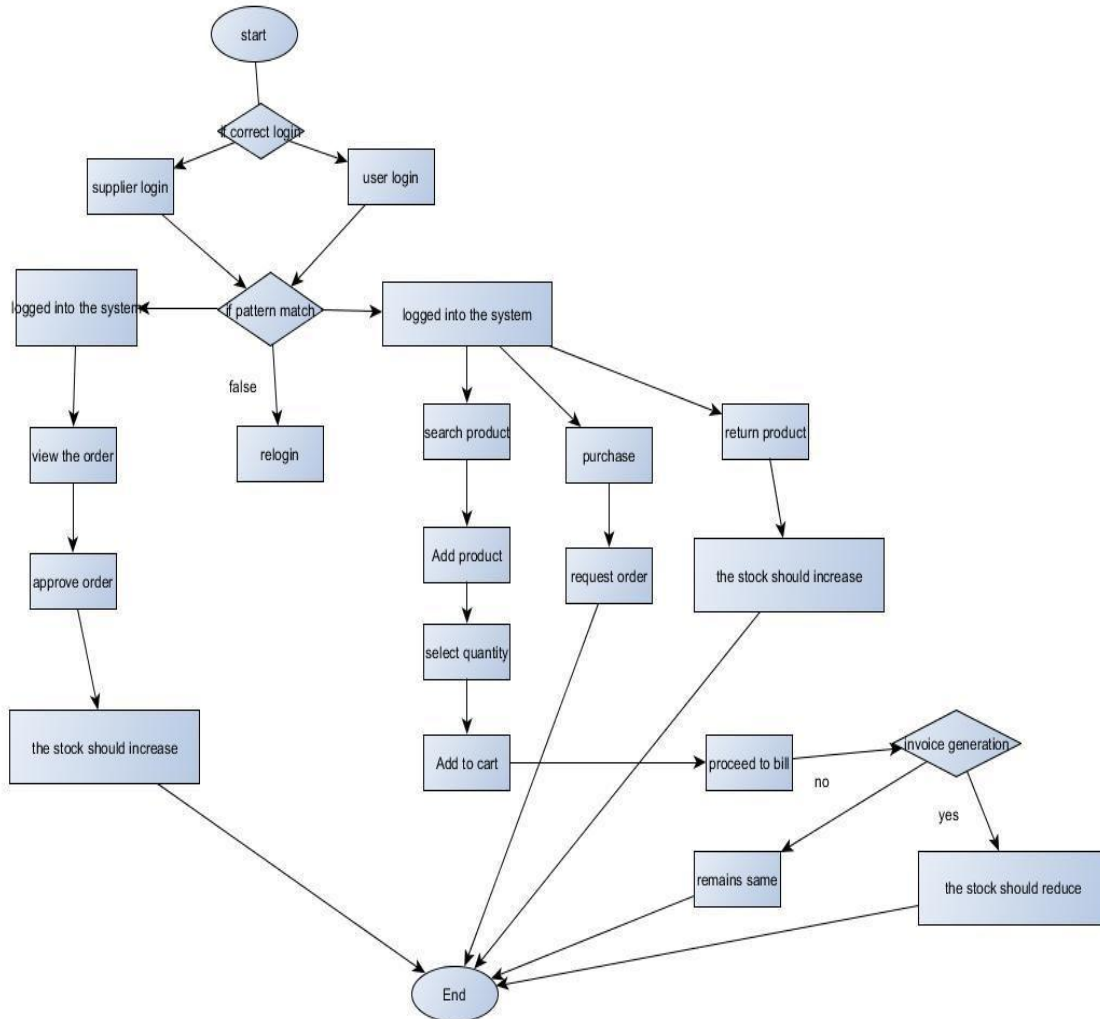 start
if correct login
supplier login
user login
logged into the system
if pattern match
logged into the system
false
search product
return product
view the order
relogin
purchase
Add product
request order
the stock should increase
approve order
select quantity
the stock should increase
Add to cart
proceed to bill
invoice generation
no
yes
remains same
the stock should reduce
End